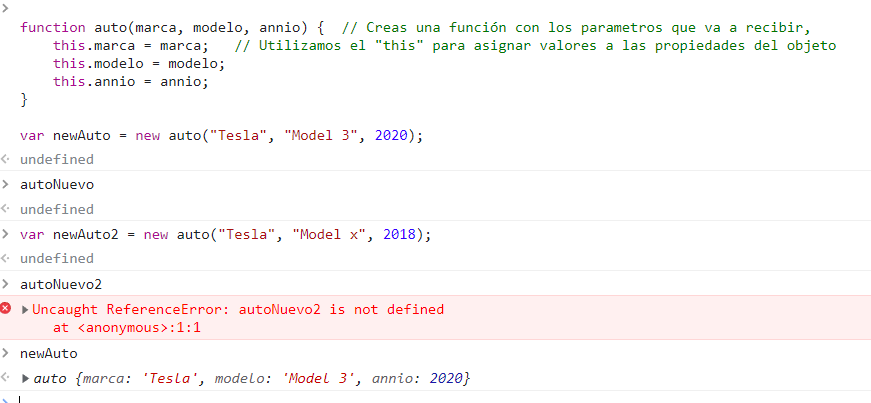 function auto(marca, modelo, annio) {  // Creas una función con los parametros que va a recibir,
    this.marca = marca;   // Utilizamos el "this" para asignar valores a las propiedades del objeto
    this.modelo = modelo;
    this.annio = annio;
}
var newAuto = new auto("Tesla", "Model 3", 2020);
undefined
autoNuevo
undefined
var newAuto2 = new auto("Tesla", "Model x", 2018);
undefined
autoNuevo2
Uncaught ReferenceError: autoNuevo2 is not defined
    at <anonymous>:1:1
newAuto
auto {marca: 'Tesla', modelo: 'Model 3', annio: 2020}